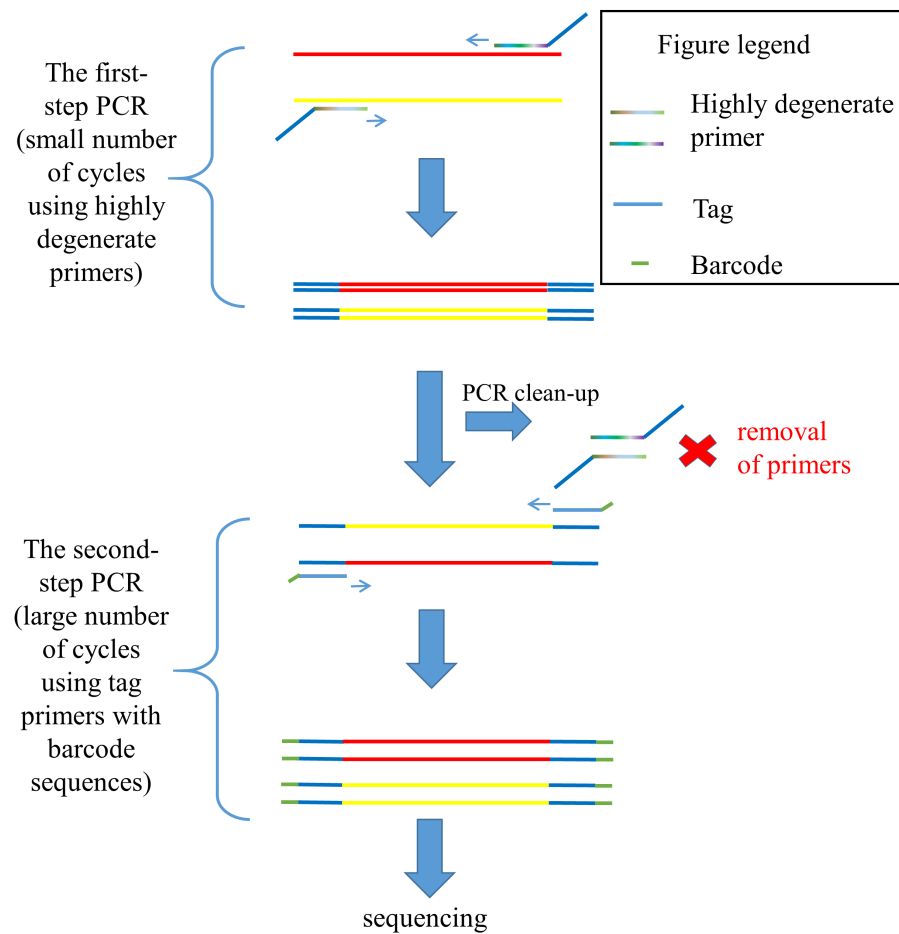 The first-
step PCR
(small number
of cycles
using highly
degenerate
primers)
Figure legend
Highly degenerate
primer
Tag
Barcode
PCR clean-up
removal
of primers
The second-
step PCR
(large number
of cycles
using tag
primers with
barcode
sequences)
sequencing